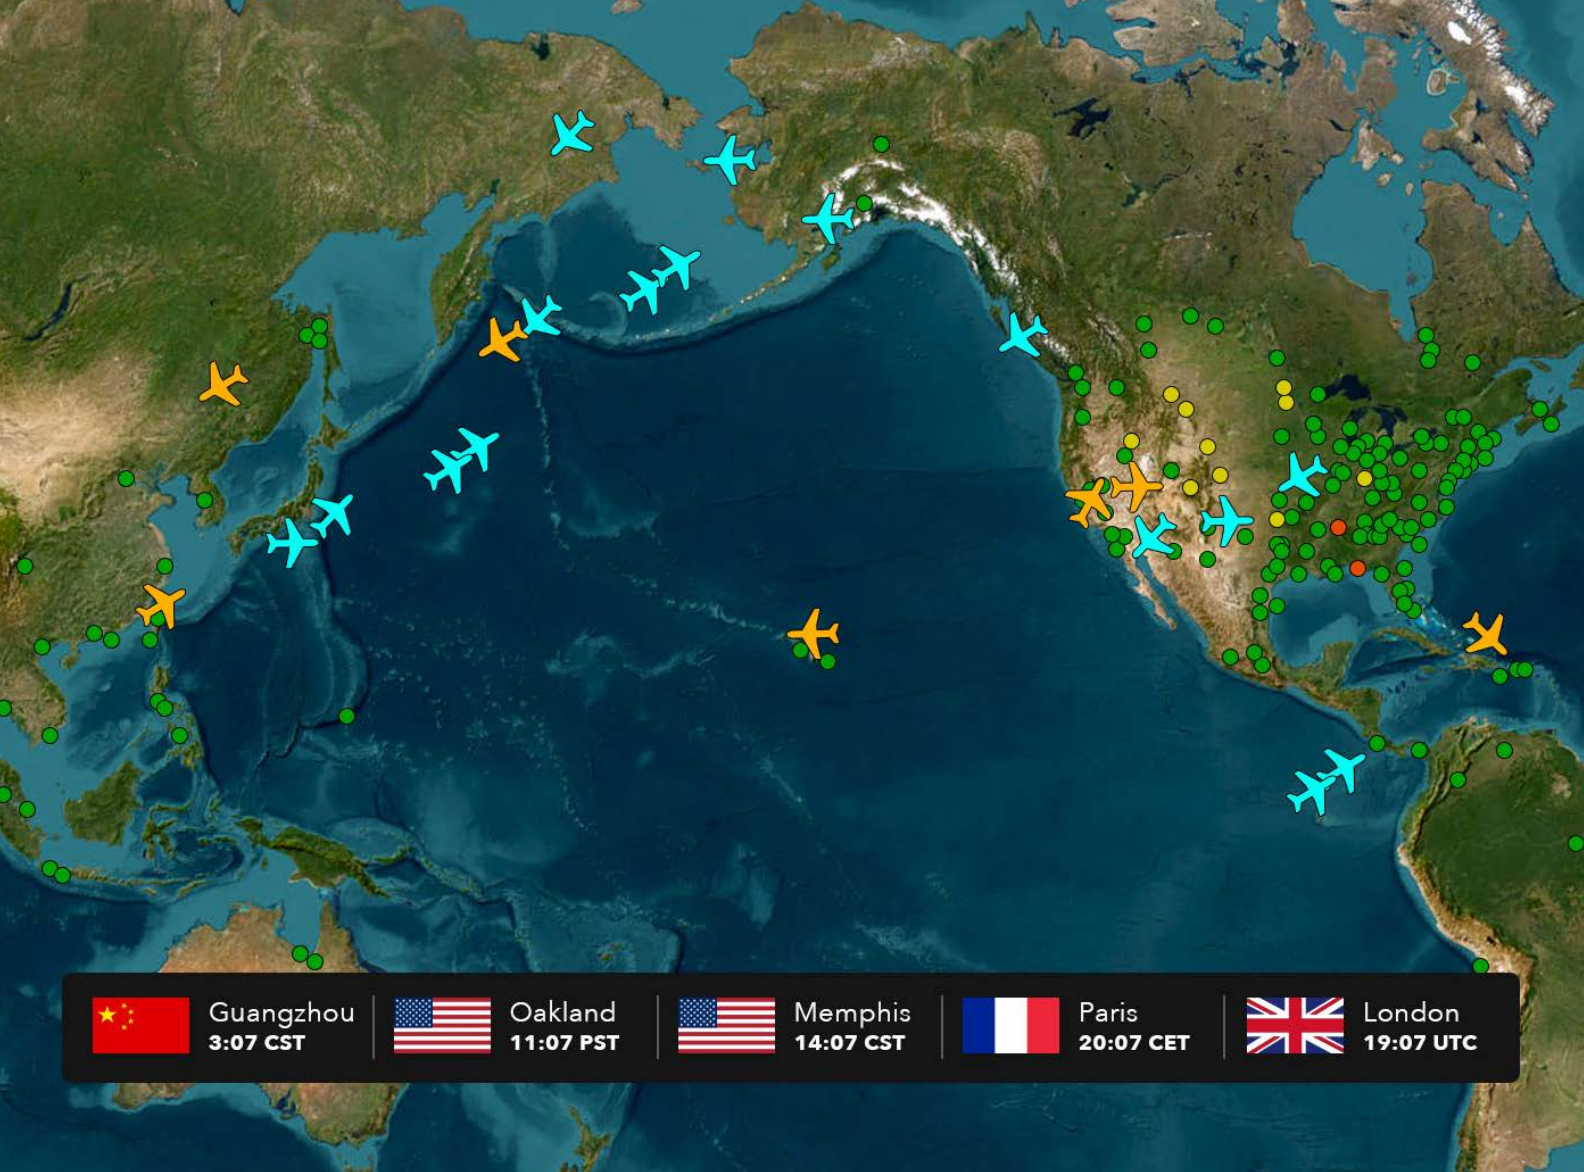 Guangzhou
3:07 CST
Oakland
11:07 PST
Memphis
14:07 CST
Paris
20:07 CET
London
19:07 UTC